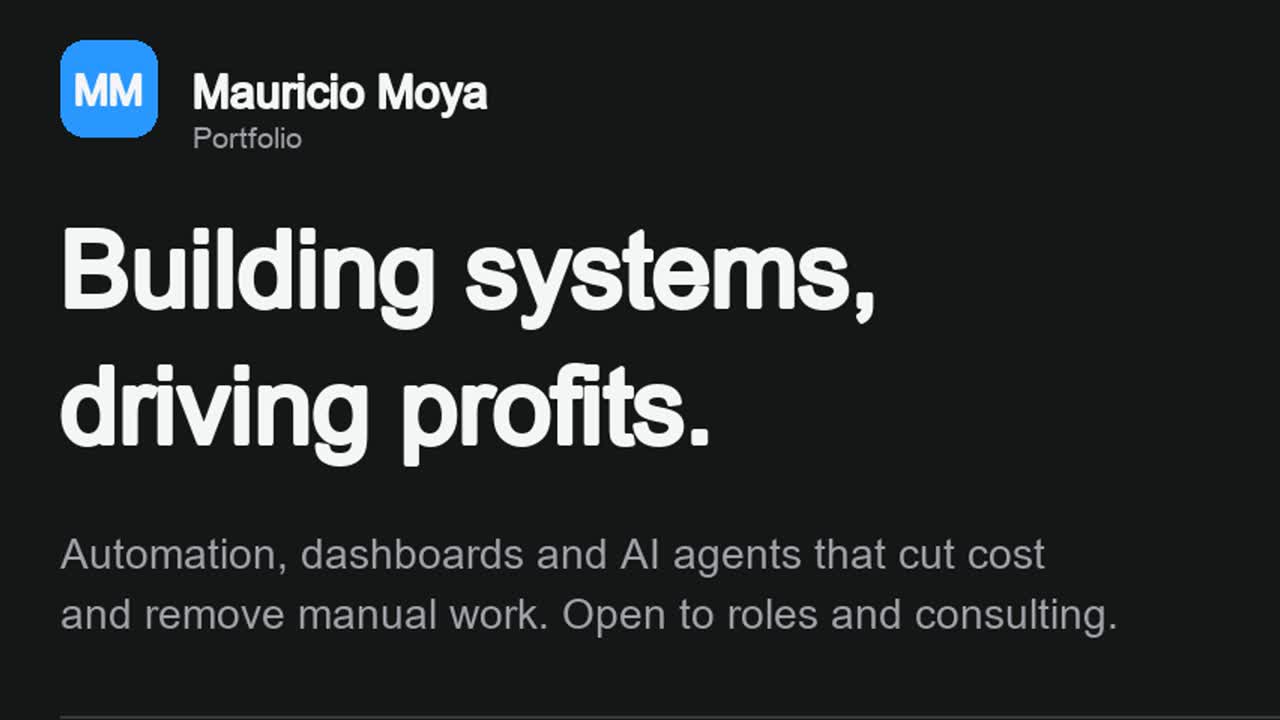 MM
Mauricio Moya
Portfolio
Building systems,
driving profits.
Automation, dashboards and AI agents that cut cost
and remove manual work. Open to roles and consulting.